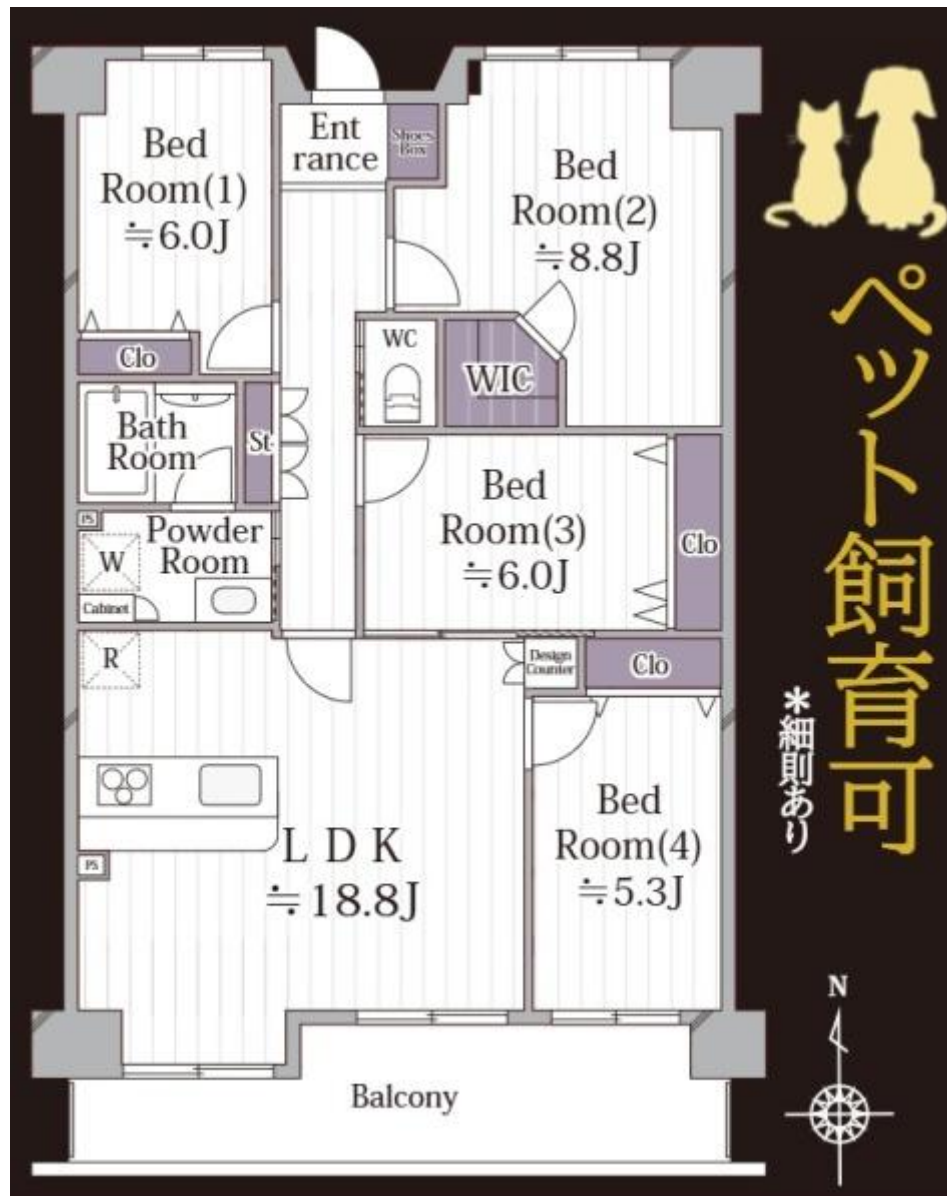 Bed
Room(1)
≒6.0J
Ent
rance
Shoes
Box
Bed
Room(2)
≒8.8J
Clo
WC
WIC
Bath
Room
St
Bed
Room(3)
≒6.0J
Clo
PS
Powder
Room
W
Cabinet
R
Design
Counter
Clo
PS
LDK
≒18.8J
Bed
Room(4)
≒5.3J
Balcony
ペット飼育可
*細則あり
N